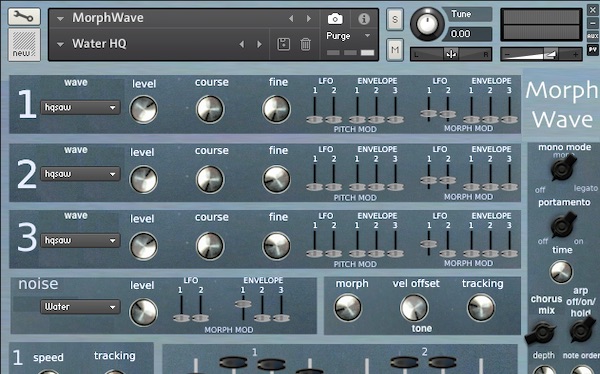 MorphWave
Purge
new
Water HQ
S
M
Tune
0.00
L R
AUX
PV
Morph
Wave
1
wave
hqsaw
level
course
fine
LFO ENVELOPE
1 2 1 2 3
PITCH MOD
LFO ENVELOPE
1 2 1 2 3
MORPH MOD
2
wave
hqsaw
level
course
fine
LFO ENVELOPE
1 2 1 2 3
PITCH MOD
LFO ENVELOPE
1 2 1 2 3
MORPH MOD
3
wave
hqsaw
level
course
fine
LFO ENVELOPE
1 2 1 2 3
PITCH MOD
LFO ENVELOPE
1 2 1 2 3
MORPH MOD
noise
Water
level
LFO ENVELOPE
1 2 1 2 3
MORPH MOD
morph
vel offset
tracking
tone
mono mode
mono
off legato
portamento
off on
time
chorus
mix
arp
off/on/
hold
depth
note order
1
speed
tracking
1
2